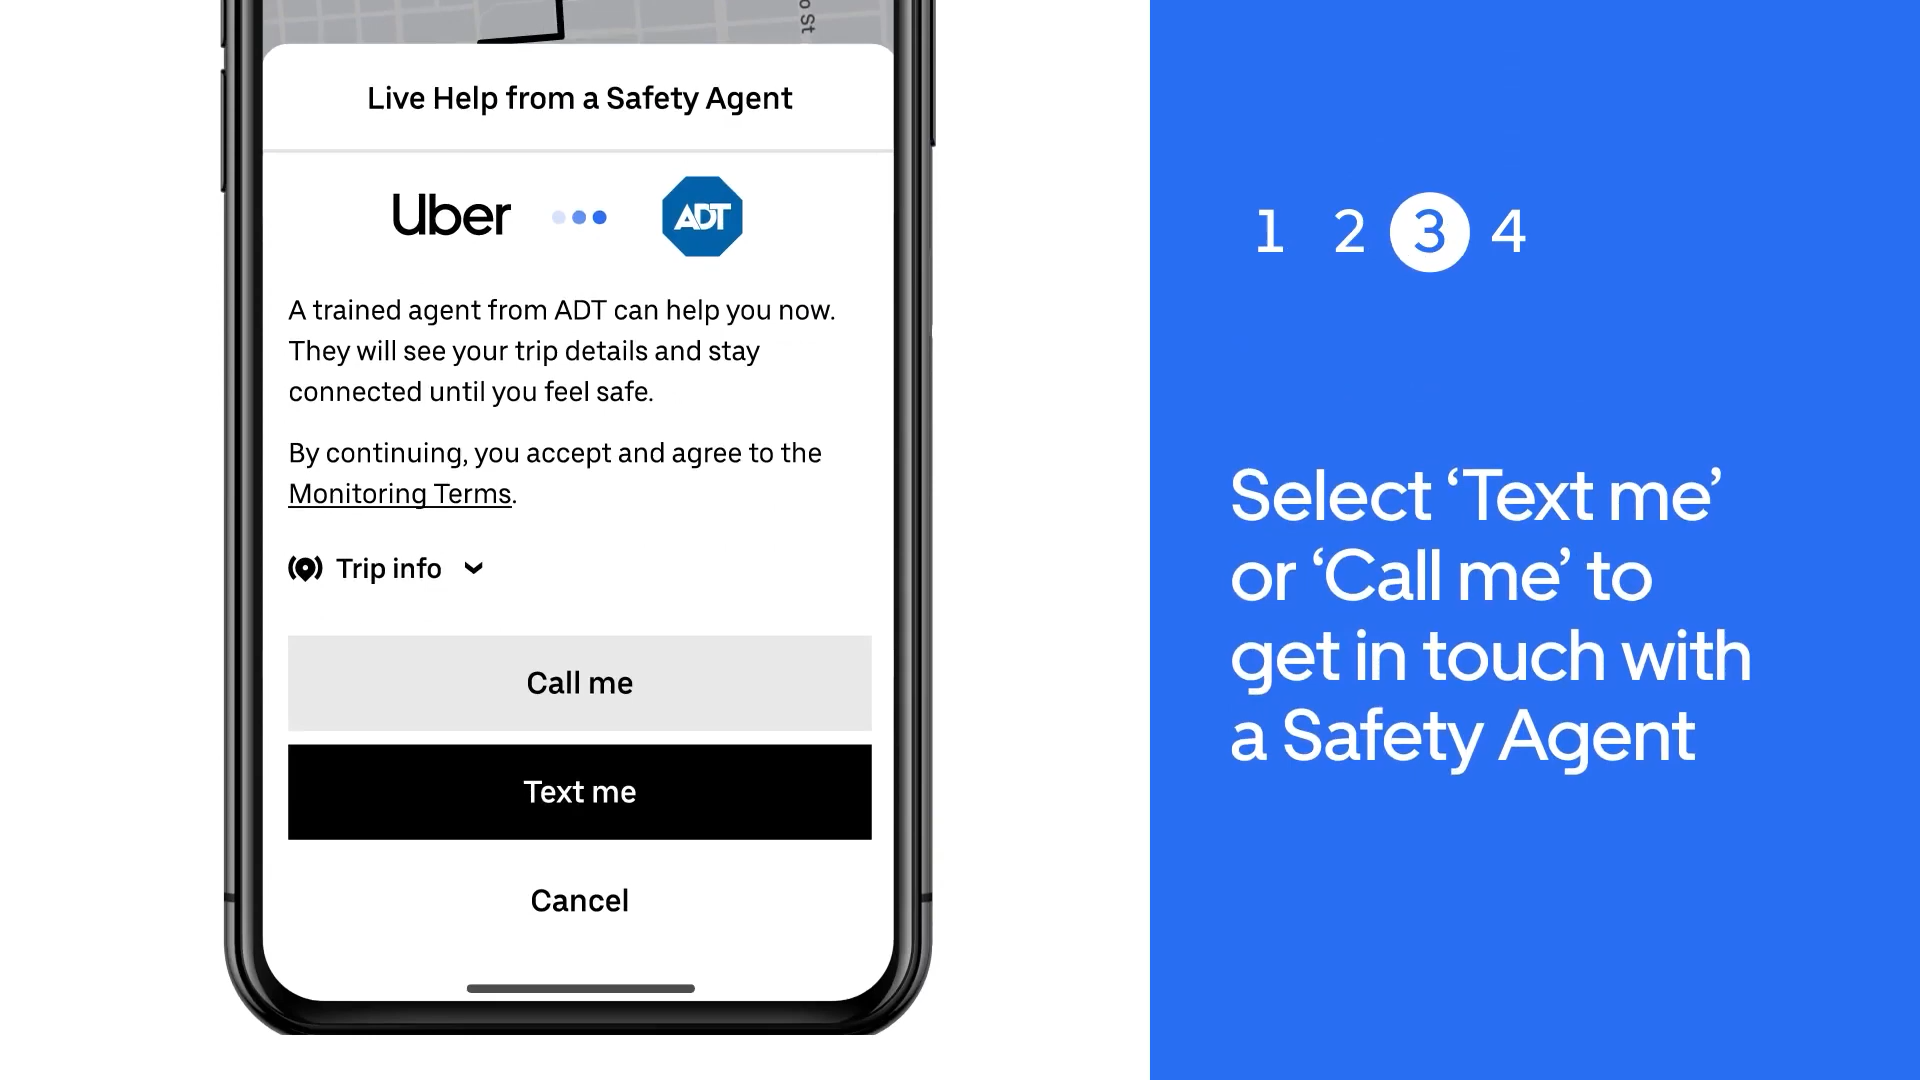 o St
Live Help from a Safety Agent
Uber
ADT
A trained agent from ADT can help you now.
They will see your trip details and stay
connected until you feel safe.
By continuing, you accept and agree to the
Monitoring Terms.
Trip info
Call me
Text me
Cancel
1 2 3 4
Select ‘Text me’
or ‘Call me’ to
get in touch with
a Safety Agent